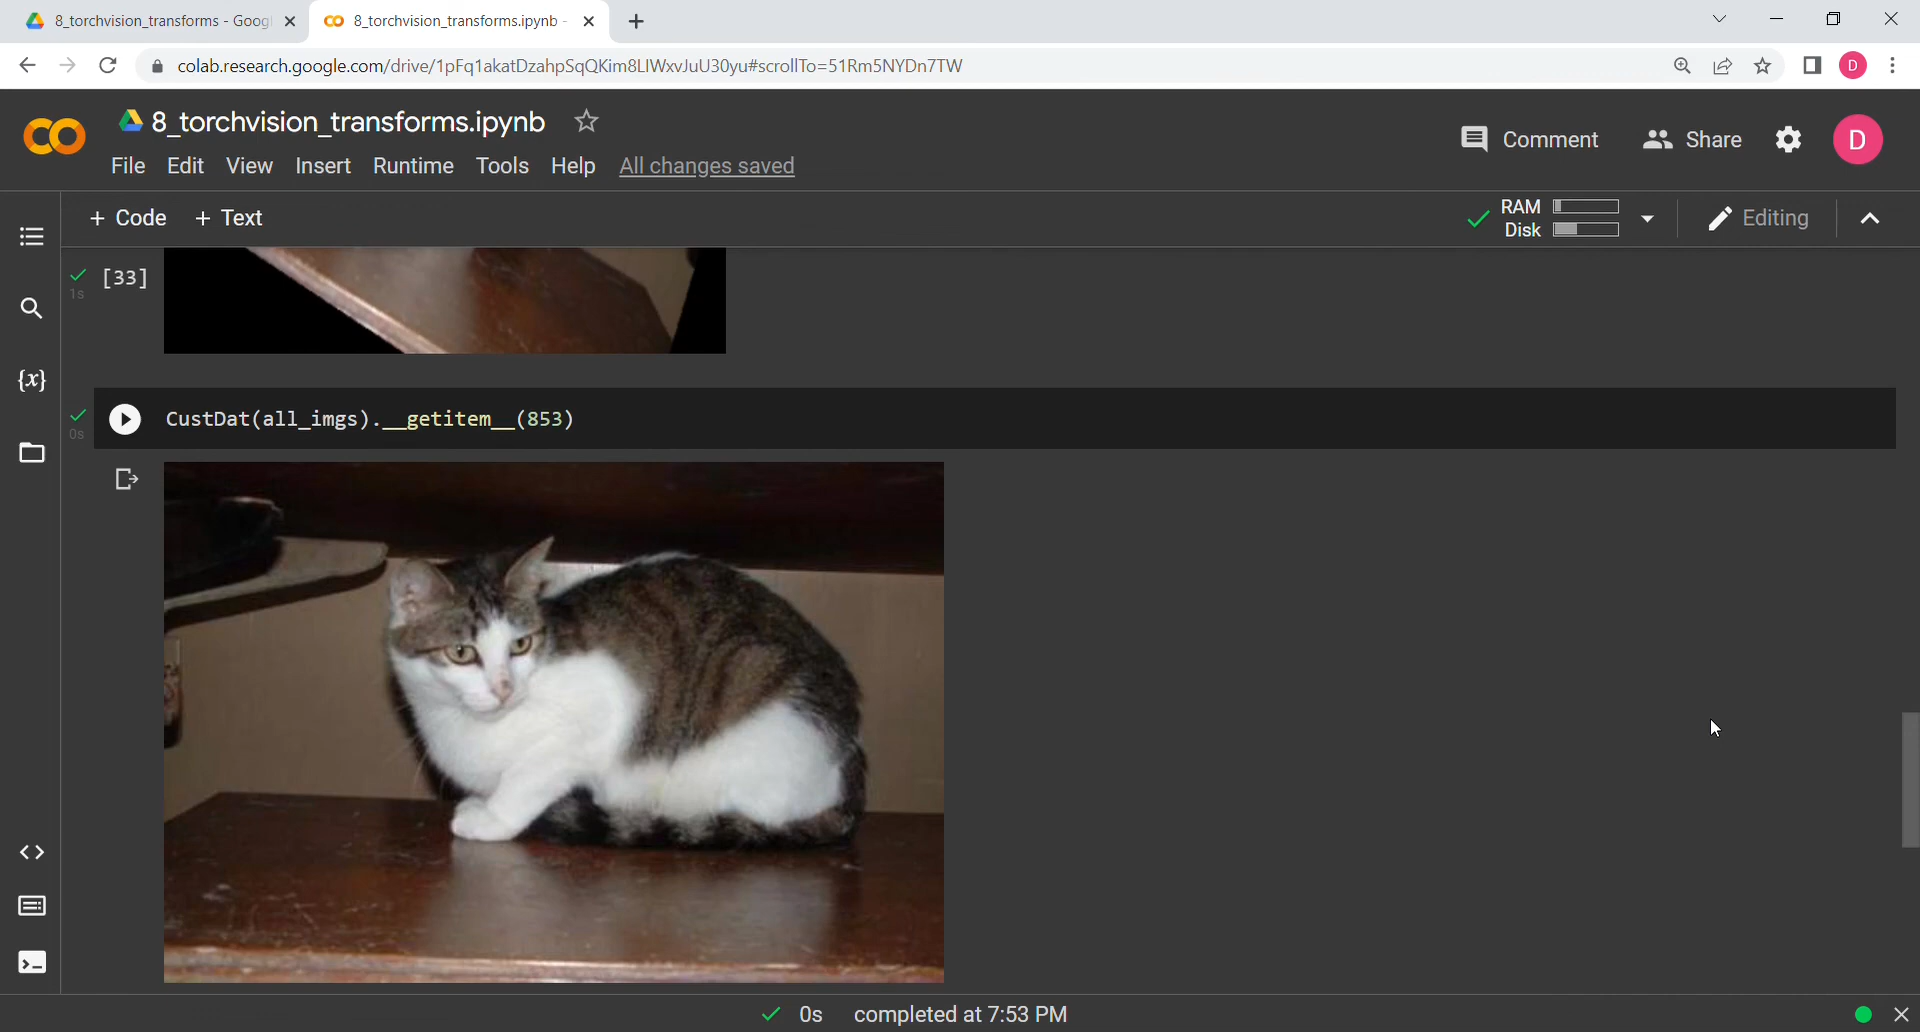 8_torchvision_transforms - Goog
8_torchvision_transforms.ipynb -
colab.research.google.com/drive/1pFq1akatDzahpSqQKim8LIWxvJuU30yu#scrollTo=51Rm5NYDn7TW
D
8_torchvision_transforms.ipynb
Comment
Share
D
File Edit View Insert Runtime Tools Help All changes saved
+ Code + Text
RAM
Disk
Editing
[33]
1s
{x}
CustDat(all_imgs).__getitem__(853)
0s
0s completed at 7:53 PM